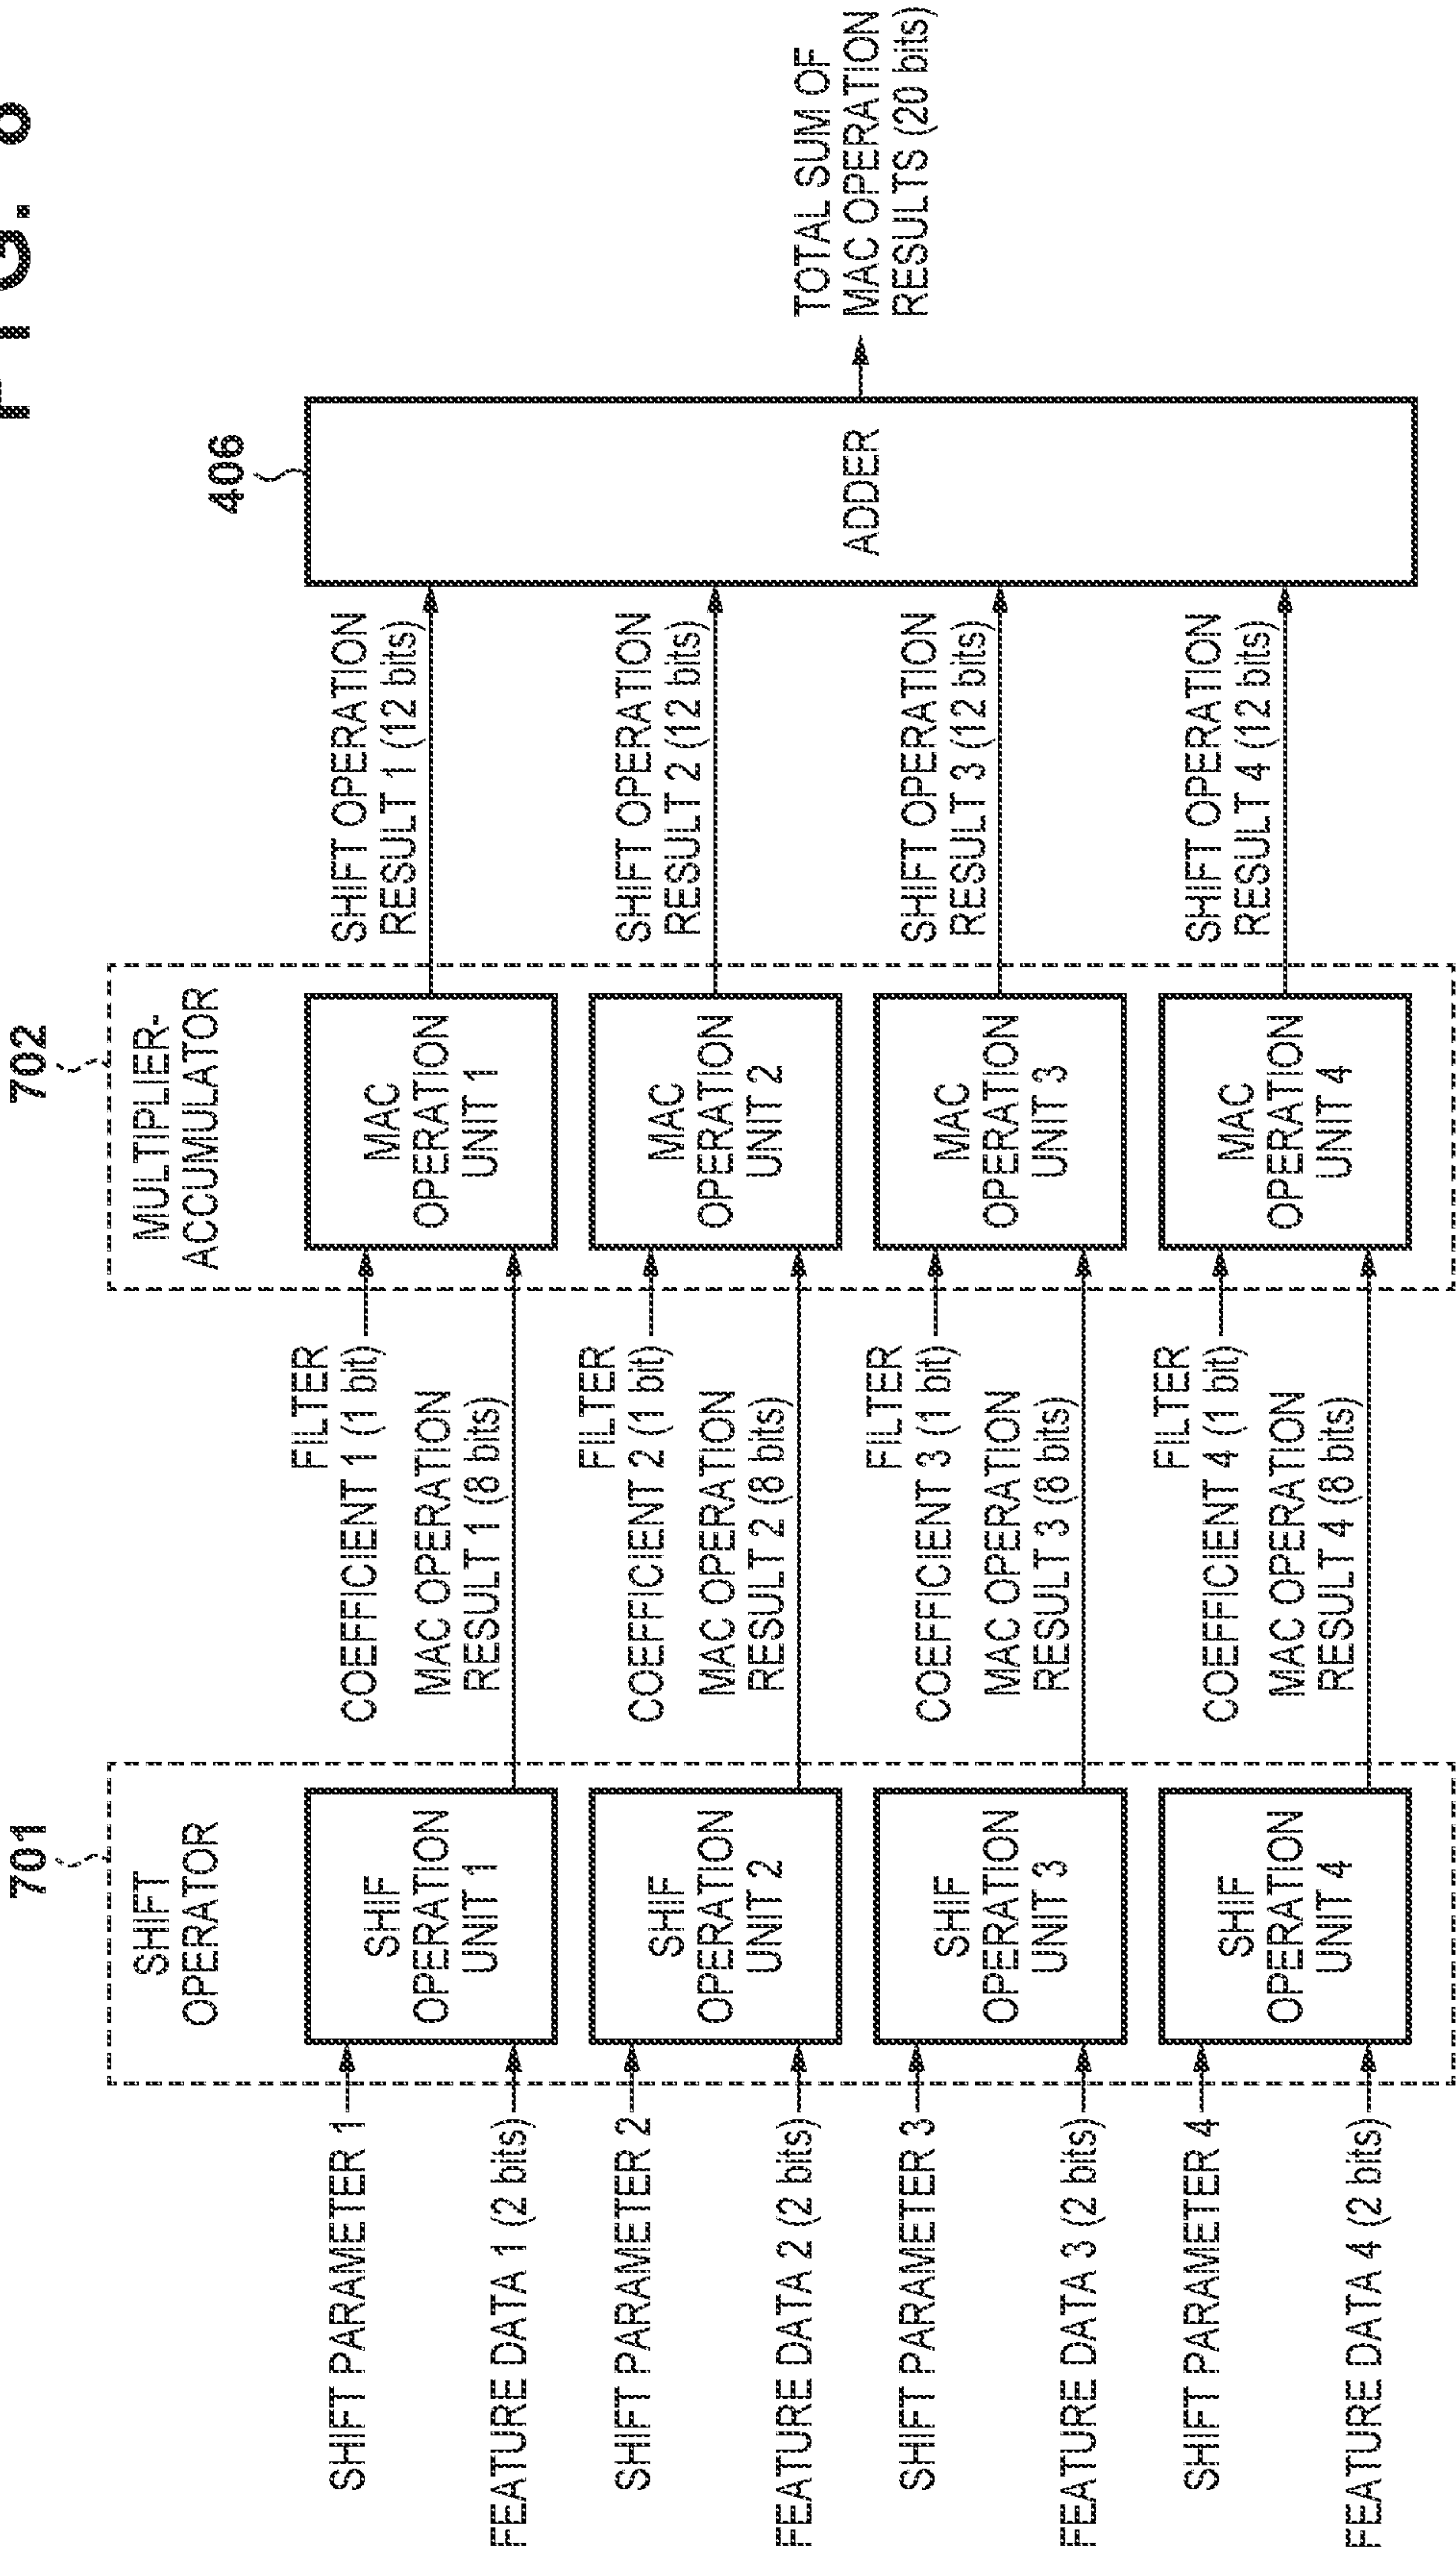 FIG. 8
701
SHIFT
OPERATOR
702
MULTIPLIER-
ACCUMULATOR
406
SHIFT PARAMETER 1
FEATURE DATA 1 (2 bits)
SHIF
OPERATION
UNIT 1
FILTER
COEFFICIENT 1 (1 bit)
MAC OPERATION
RESULT 1 (8 bits)
MAC
OPERATION
UNIT 1
SHIFT OPERATION
RESULT 1 (12 bits)
SHIFT PARAMETER 2
FEATURE DATA 2 (2 bits)
SHIF
OPERATION
UNIT 2
FILTER
COEFFICIENT 2 (1 bit)
MAC OPERATION
RESULT 2 (8 bits)
MAC
OPERATION
UNIT 2
SHIFT OPERATION
RESULT 2 (12 bits)
SHIFT PARAMETER 3
FEATURE DATA 3 (2 bits)
SHIF
OPERATION
UNIT 3
FILTER
COEFFICIENT 3 (1 bit)
MAC OPERATION
RESULT 3 (8 bits)
MAC
OPERATION
UNIT 3
SHIFT OPERATION
RESULT 3 (12 bits)
SHIFT PARAMETER 4
FEATURE DATA 4 (2 bits)
SHIF
OPERATION
UNIT 4
FILTER
COEFFICIENT 4 (1 bit)
MAC OPERATION
RESULT 4 (8 bits)
MAC
OPERATION
UNIT 4
SHIFT OPERATION
RESULT 4 (12 bits)
ADDER
TOTAL SUM OF
MAC OPERATION
RESULTS (20 bits)